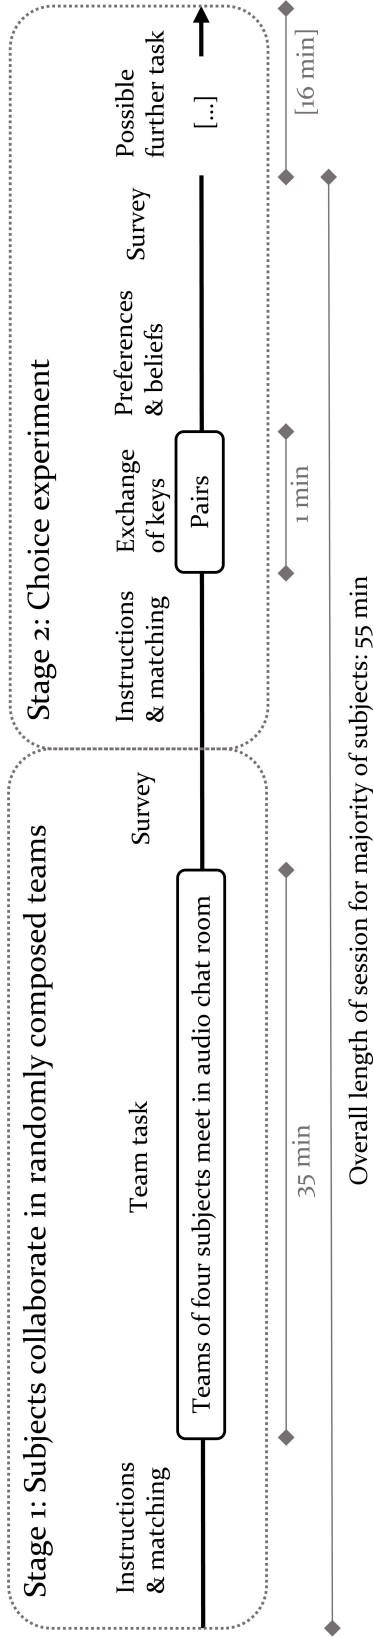 Stage 1: Subjects collaborate in randomly composed teams
Instructions
& matching
Team task
Survey
Teams of four subjects meet in audio chat room
35 min
Stage 2: Choice experiment
Instructions
& matching
Exchange
of keys
Preferences
& beliefs
Survey
Possible
further task
Pairs
[...]
1 min
[16 min]
Overall length of session for majority of subjects: 55 min